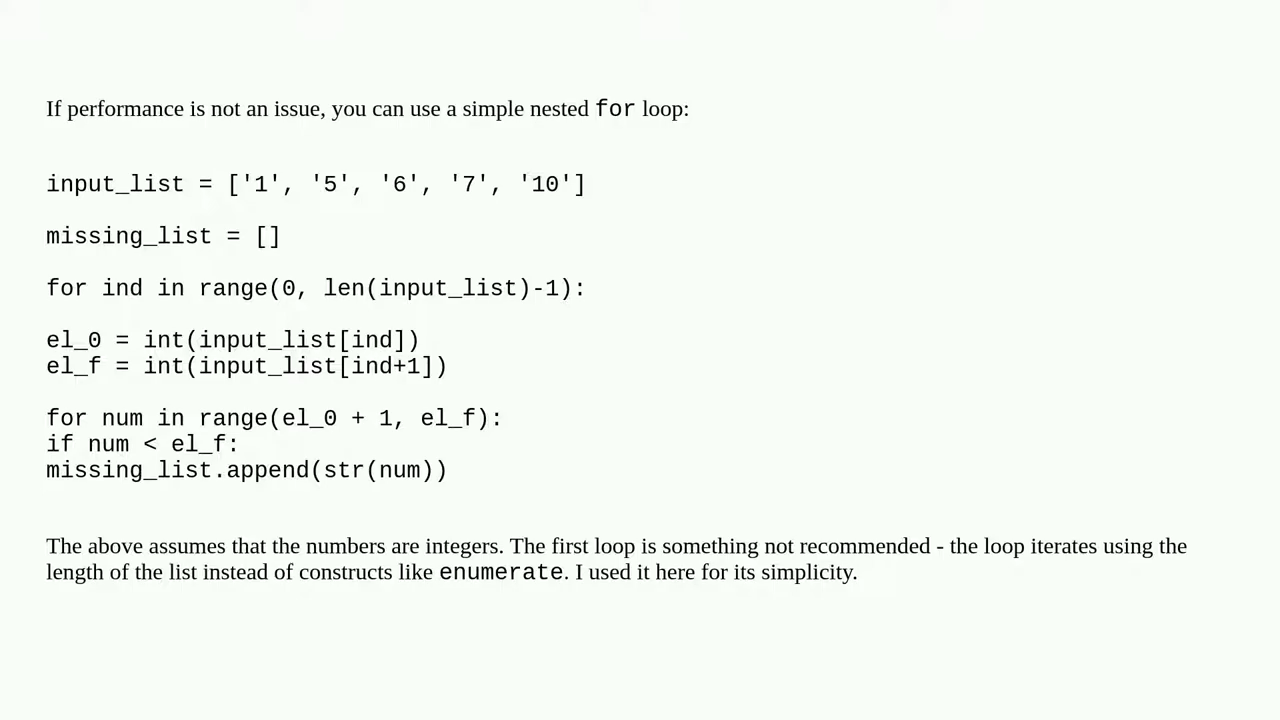 If performance is not an issue, you can use a simple nested for loop:
input_list = ['1', '5', '6', '7', '10']
missing_list = []
for ind in range(0, len(input_list)-1):
el_0 = int(input_list[ind])
el_f = int(input_list[ind+1])
for num in range(el_0 + 1, el_f):
if num < el_f:
missing_list.append(str(num))
The above assumes that the numbers are integers. The first loop is something not recommended - the loop iterates using the
length of the list instead of constructs like enumerate. I used it here for its simplicity.